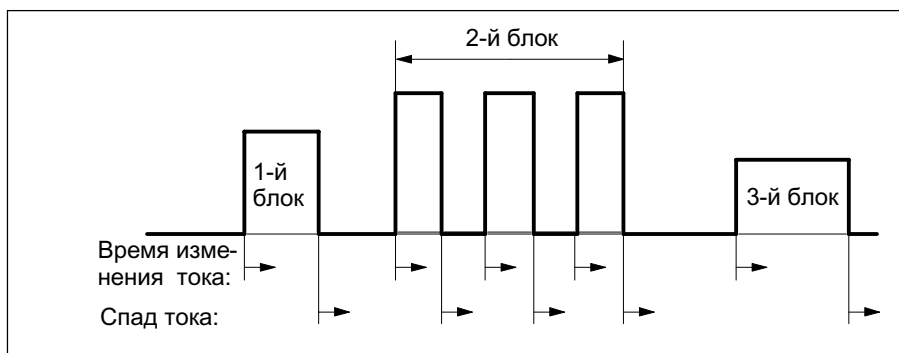 2-й блок
1-й
блок
3-й блок
Время изме-
нения тока:
Спад тока: